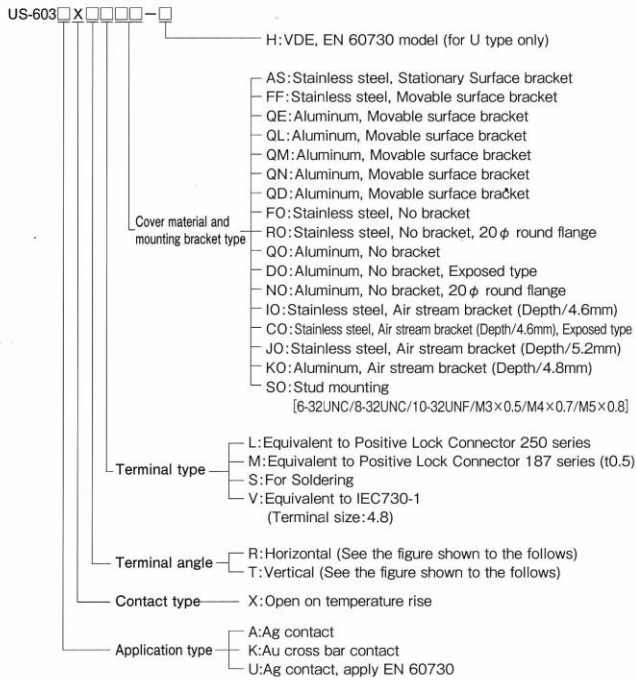 US-603□X□□□□-□
H:VDE, EN 60730 model (for U type only)
AS:Stainless steel, Stationary Surface bracket
FF:Stainless steel, Movable surface bracket
QE:Aluminum, Movable surface bracket
QL:Aluminum, Movable surface bracket
QM:Aluminum, Movable surface bracket
QN:Aluminum, Movable surface bracket
QD:Aluminum, Movable surface bracket
FO:Stainless steel, No bracket
Cover material and
mounting bracket type
RO:Stainless steel, No bracket, 20φ round flange
QO:Aluminum, No bracket
DO:Aluminum, No bracket, Exposed type
NO:Aluminum, No bracket, 20φ round flange
IO:Stainless steel, Air stream bracket (Depth/4.6mm)
CO:Stainless steel, Air stream bracket (Depth/4.6mm), Exposed type
JO:Stainless steel, Air stream bracket (Depth/5.2mm)
KO:Aluminum, Air stream bracket (Depth/4.8mm)
SO:Stud mounting
[6-32UNC/8-32UNC/10-32UNF/M3×0.5/M4×0.7/M5×0.8]
Terminal type
L:Equivalent to Positive Lock Connector 250 series
M:Equivalent to Positive Lock Connector 187 series (t0.5)
S:For Soldering
V:Equivalent to IEC730-1
(Terminal size:4.8)
Terminal angle
R:Horizontal (See the figure shown to the follows)
T:Vertical (See the figure shown to the follows)
Contact type
X:Open on temperature rise
Application type
A:Ag contact
K:Au cross bar contact
U:Ag contact, apply EN 60730